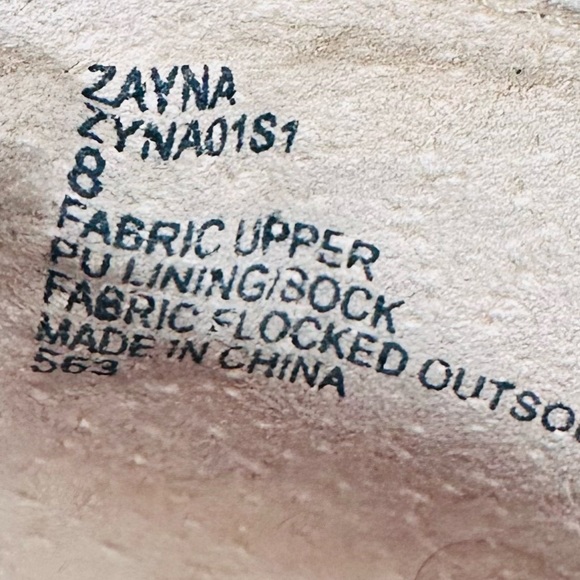 ZAYNA
ZYNA01S1
8
FABRIC UPPER
PU LINING/SOCK
FABRIC FLOCKED OUTSO
MADE IN CHINA
563